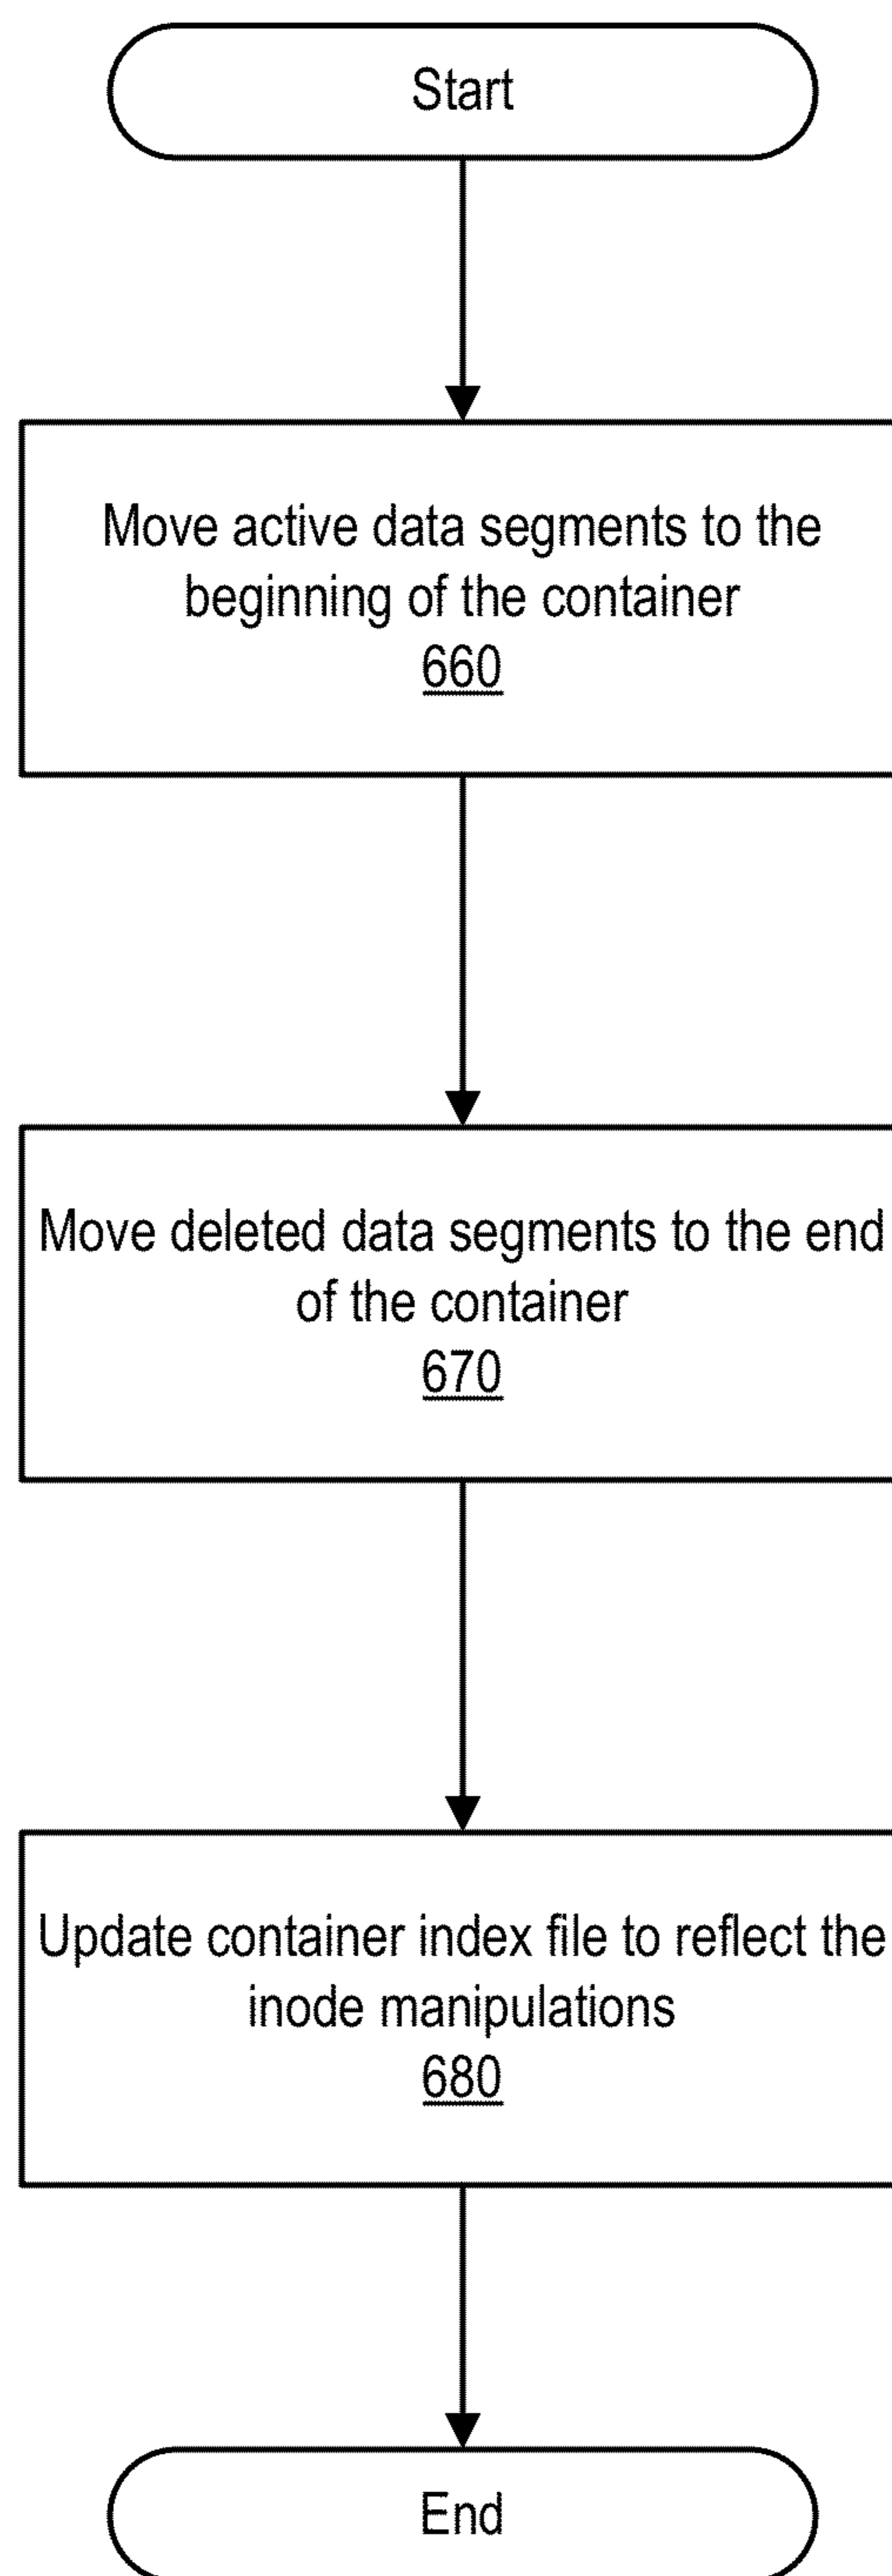 Start
Move active data segments to the
beginning of the container
660
Move deleted data segments to the end
of the container
670
Update container index file to reflect the
inode manipulations
680
End